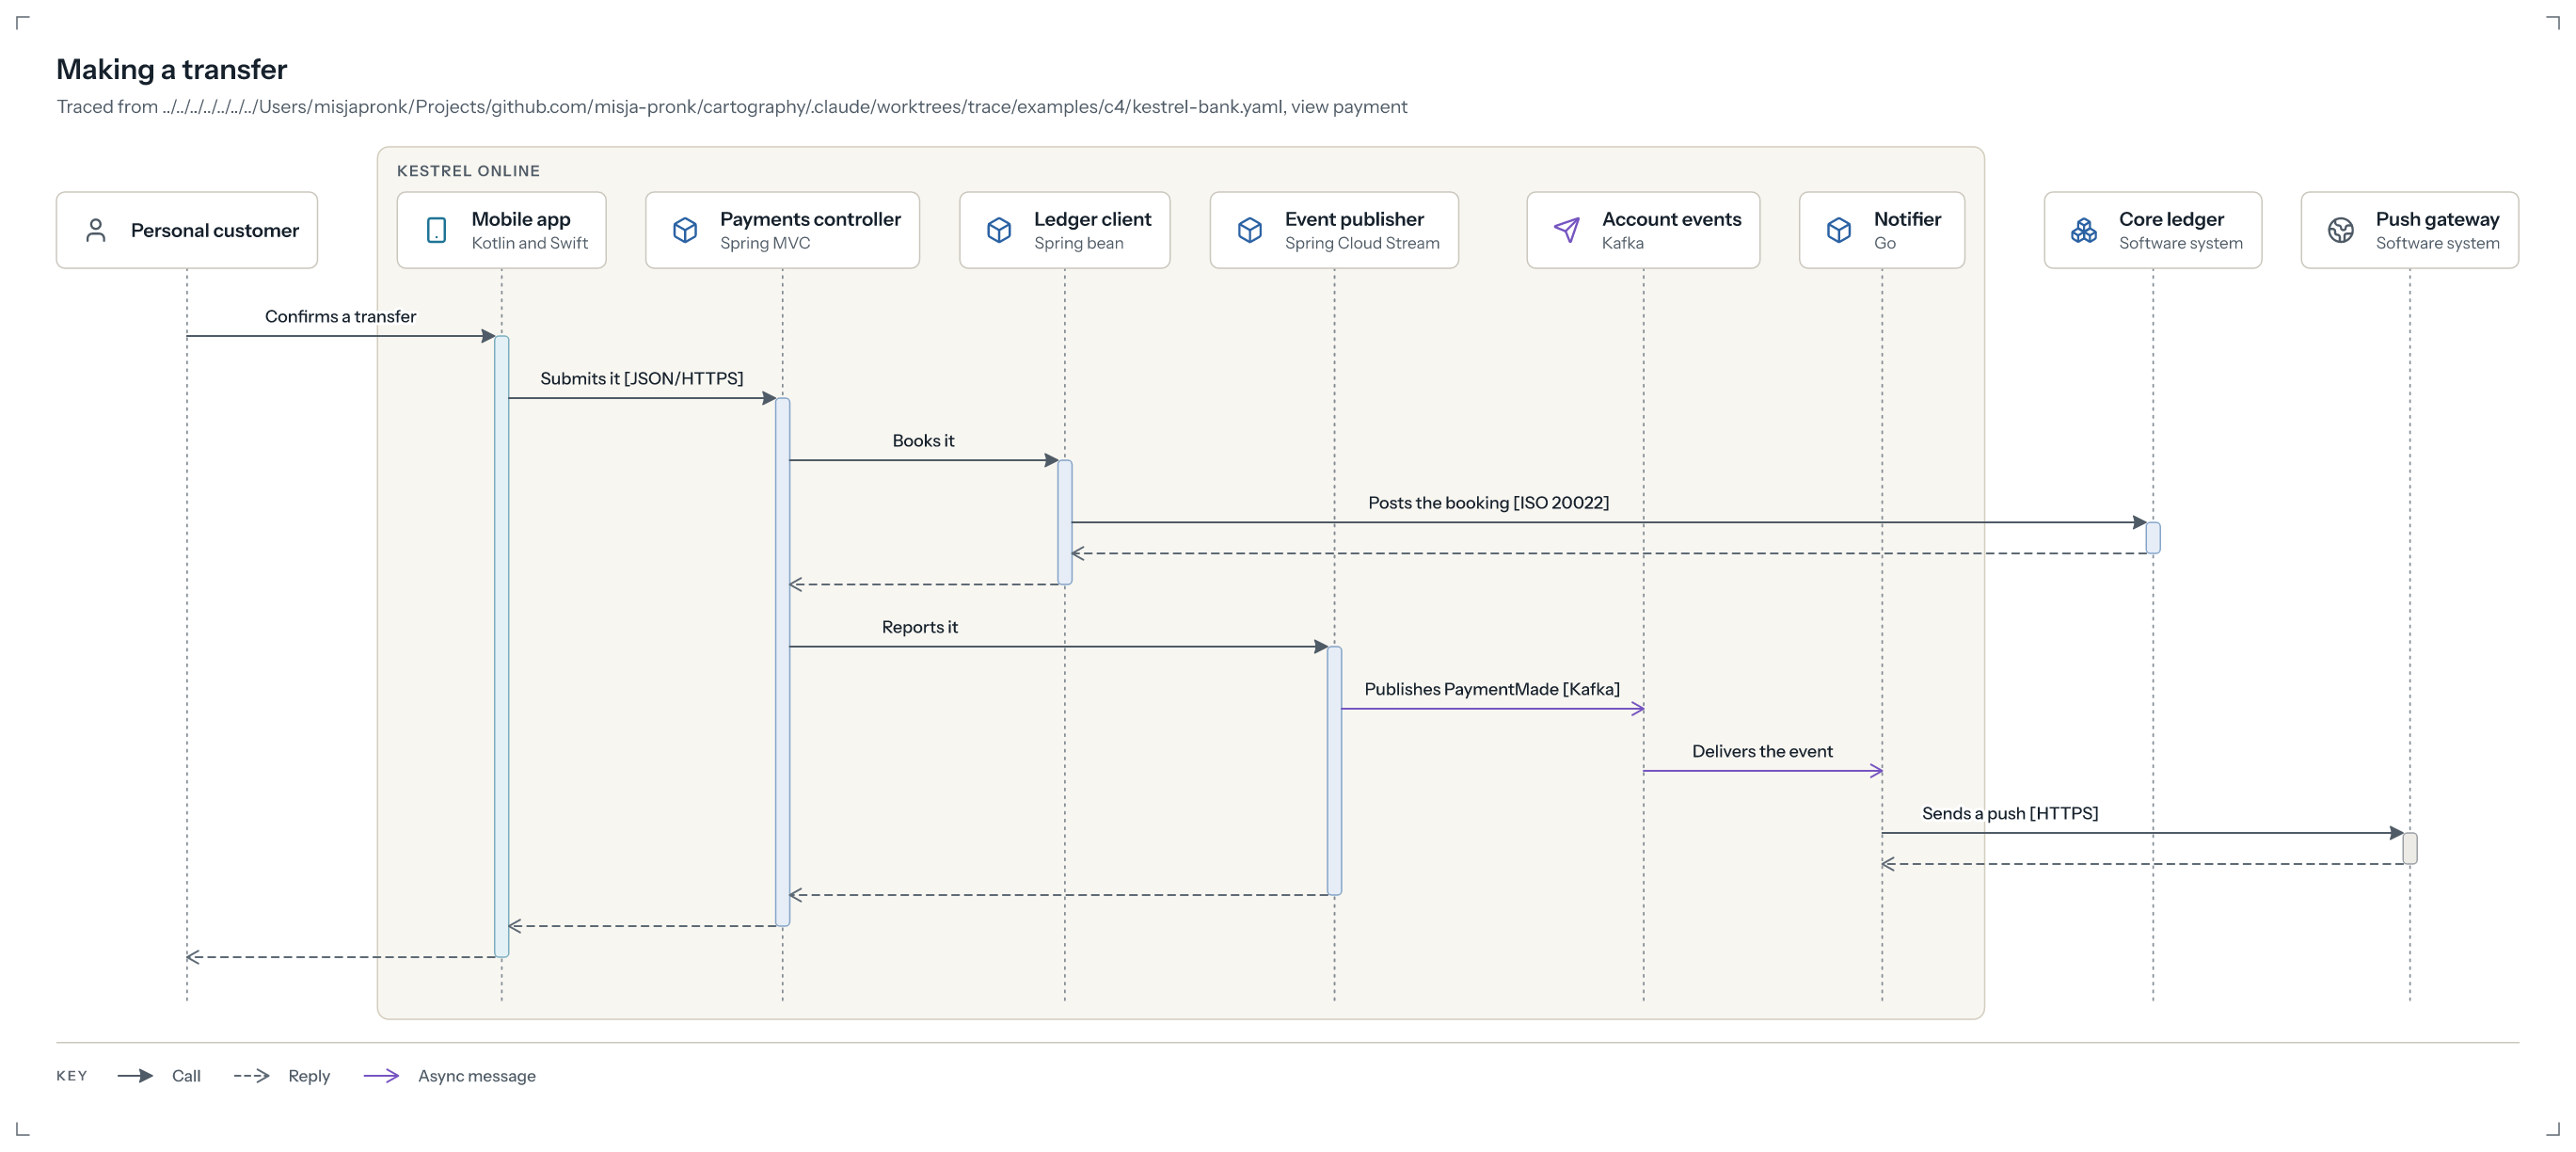 Making a transfer
Traced from ../../../../../../../Users/misjapronk/Projects/github.com/misja-pronk/cartography/.claude/worktrees/trace/examples/c4/kestrel-bank.yaml, view payment
KESTREL ONLINE
Personal customer
Mobile app
Kotlin and Swift
Payments controller
Spring MVC
Ledger client
Spring bean
Event publisher
Spring Cloud Stream
Account events
Kafka
Notifier
Go
Core ledger
Software system
Push gateway
Software system
Confirms a transfer
Submits it [JSON/HTTPS]
Books it
Posts the booking [ISO 20022]
Reports it
Publishes PaymentMade [Kafka]
Delivers the event
Sends a push [HTTPS]
KEY
Call
Reply
Async message